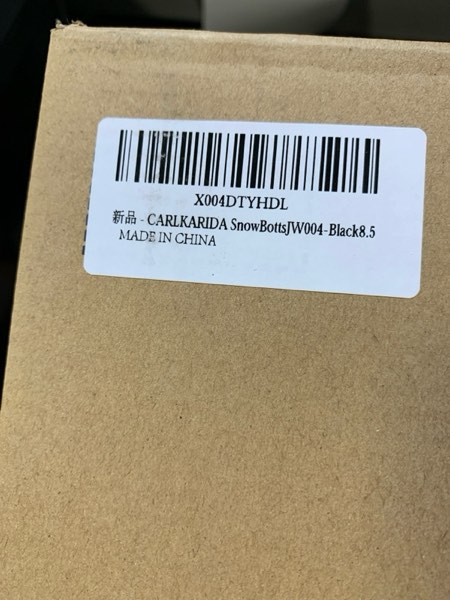 X004DTYHDL
新品 - CARLKARIDA SnowBottsJW004-Black8.5
MADE IN CHINA